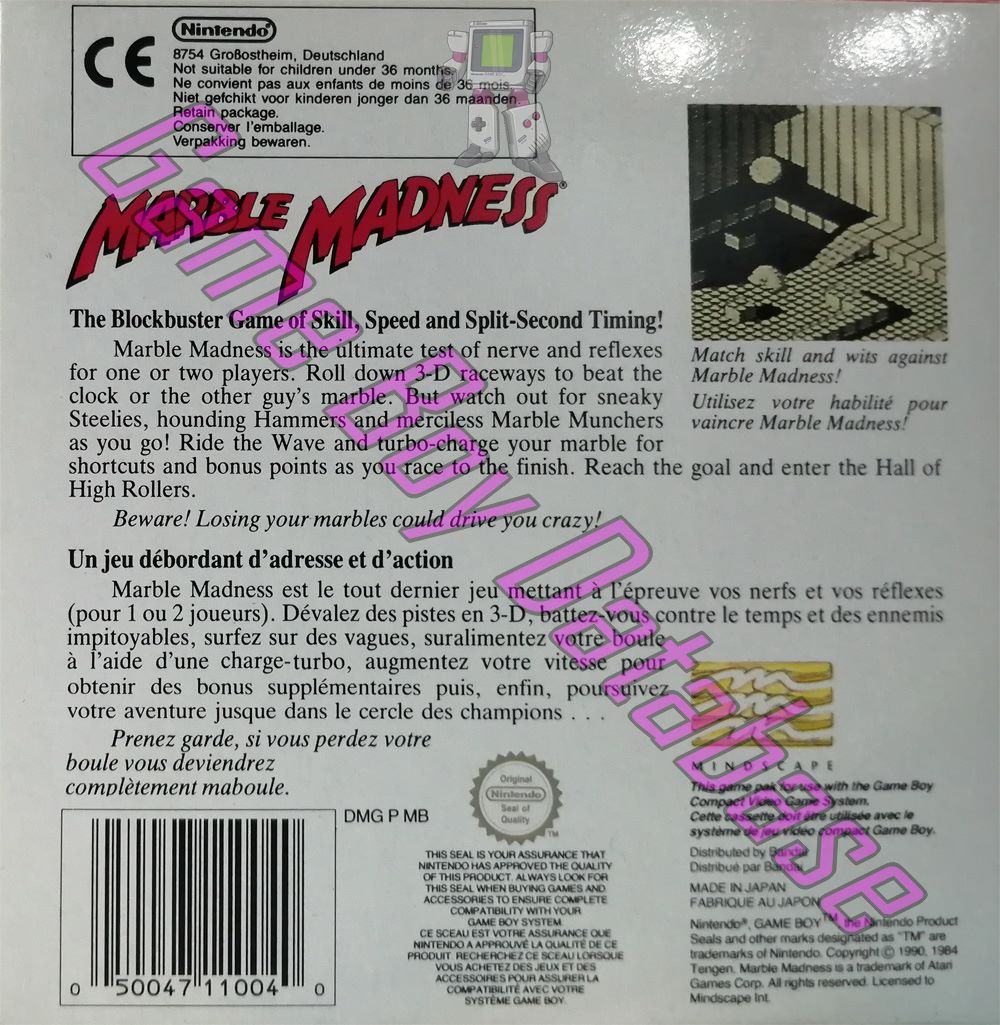 Nintendo
CE
8754 Großostheim, Deutschland
Not suitable for children under 36 months.
Ne convient pas aux enfants de moins de 36 mois.
Niet gefchikt voor kinderen jonger dan 36 maanden.
Retain package.
Conserver l'emballage.
Verpakking bewaren.
MARBLE MADNESS®
The Blockbuster Game of Skill, Speed and Split-Second Timing!
Marble Madness is the ultimate test of nerve and reflexes
for one or two players. Roll down 3-D raceways to beat the
clock or the other guy's marble. But watch out for sneaky
Steelies, hounding Hammers and merciless Marble Munchers
as you go! Ride the Wave and turbo-charge your marble for
shortcuts and bonus points as you race to the finish. Reach the goal and enter the Hall of
High Rollers.
Beware! Losing your marbles could drive you crazy!
Match skill and wits against
Marble Madness!
Utilisez votre habilité pour
vaincre Marble Madness!
Un jeu débordant d'adresse et d'action
Marble Madness est le tout dernier jeu mettant à l'épreuve vos nerfs et vos réflexes
(pour 1 ou 2 joueurs). Dévalez des pistes en 3-D, battez-vous contre le temps et des ennemis
impitoyables, surfez sur des vagues, suralimentez votre boule
à l'aide d'une charge-turbo, augmentez votre vitesse pour
obtenir des bonus supplémentaires puis, enfin, poursuivez
votre aventure jusque dans le cercle des champions . . .
Prenez garde, si vous perdez votre
boule vous deviendrez
complètement maboule.
MINDSCAPE
This game pak for use with the Game Boy
Compact Video Game System.
Cette cassette doit être utilisée avec le
système de jeu vidéo compact Game Boy.
Distributed by Bandai
Distribué par Bandai
MADE IN JAPAN
FABRIQUE AU JAPON
Nintendo®, GAME BOY™, the Nintendo Product
Seals and other marks designated as "TM" are
trademarks of Nintendo. Copyright © 1990, 1984
Tengen. Marble Madness is a trademark of Atari
Games Corp. All rights reserved. Licensed to
Mindscape Int.
Original
Nintendo
Seal of
Quality
TM
THIS SEAL IS YOUR ASSURANCE THAT
NINTENDO HAS APPROVED THE QUALITY
OF THIS PRODUCT. ALWAYS LOOK FOR
THIS SEAL WHEN BUYING GAMES AND
ACCESSORIES TO ENSURE COMPLETE
COMPATIBILITY WITH YOUR
GAME BOY SYSTEM.
CE SCEAU EST VOTRE ASSURANCE QUE
NINTENDO A APPROUVÉ LA QUALITÉ DE CE
PRODUIT. RECHERCHEZ CE SCEAU LORSQUE
VOUS ACHETEZ DES JEUX ET DES
ACCESSOIRES POUR ASSURER LA
COMPATIBILITÉ AVEC VOTRE
SYSTÈME GAME BOY.
DMG P MB
0 50047 11004 0
Game Boy Database